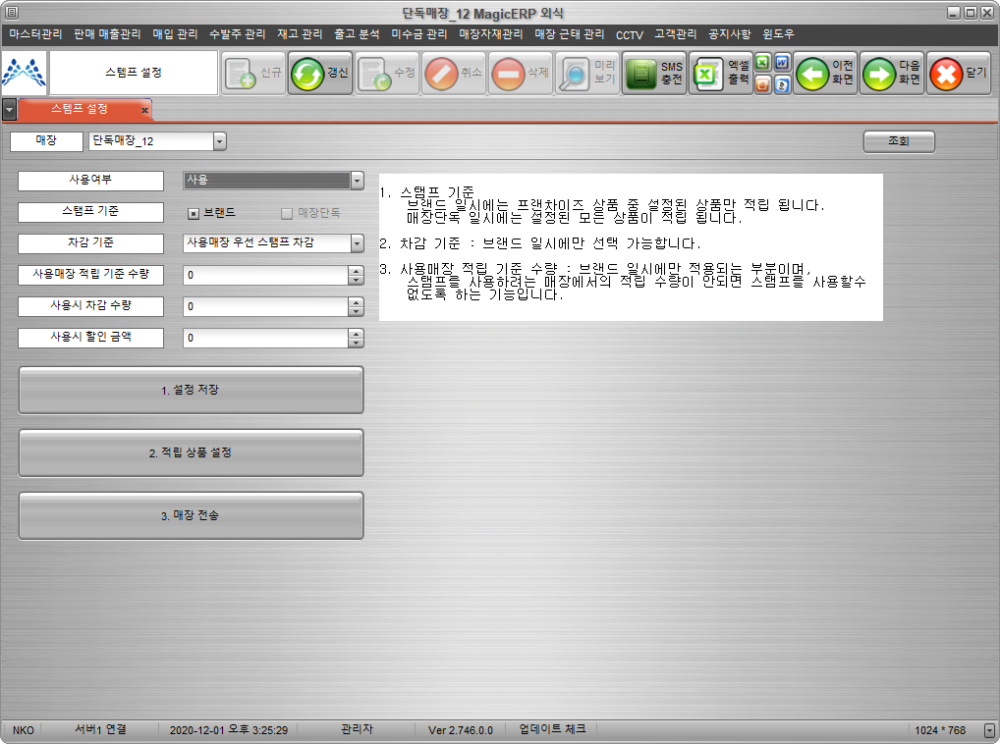 단독매장_12 MagicERP 외식
마스터관리 판매 매출관리 매입 관리 수발주 관리 재고 관리 출고 분석 미수금 관리 매장자재관리 매장 근태 관리 CCTV 고객관리 공지사항 윈도우
스탬프 설정 신규 갱신 수정 취소 삭제 미리보기 SMS충전 엑셀출력 이전화면 다음화면 닫기
스탬프 설정
매장 단독매장_12 조회
사용여부 사용
스탬프 기준 브랜드 매장단독
차감 기준 사용매장 우선 스탬프 차감
사용매장 적립 기준 수량 0
사용시 차감 수량 0
사용시 할인 금액 0
1. 설정 저장
2. 적립 상품 설정
3. 매장 전송
1. 스탬프 기준
브랜드 일시에는 프랜차이즈 상품 중 설정된 상품만 적립 됩니다.
매장단독 일시에는 설정된 모든 상품이 적립 됩니다.
2. 차감 기준 : 브랜드 일시에만 선택 가능합니다.
3. 사용매장 적립 기준 수량 : 브랜드 일시에만 적용되는 부분이며,
스탬프를 사용하려는 매장에서의 적립 수량이 안되면 스탬프를 사용할수
없도록 하는 기능입니다.
NKO 서버1 연결 2020-12-01 오후 3:25:29 관리자 Ver 2.746.0.0 업데이트 체크 1024 * 768